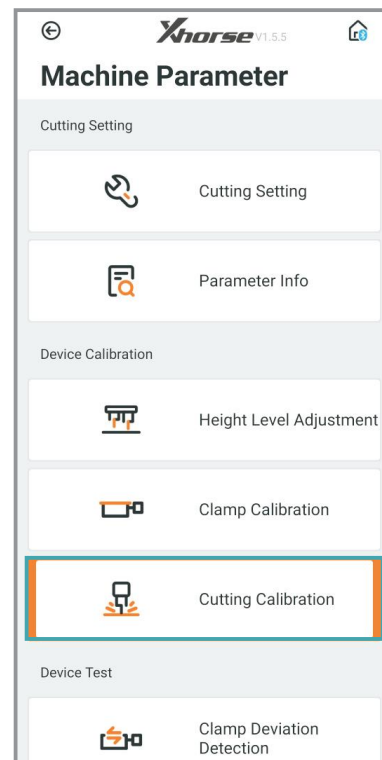 Xhorse V1.5.5
Machine Parameter
Cutting Setting
Cutting Setting
Parameter Info
Device Calibration
Height Level Adjustment
Clamp Calibration
Cutting Calibration
Device Test
Clamp Deviation
Detection